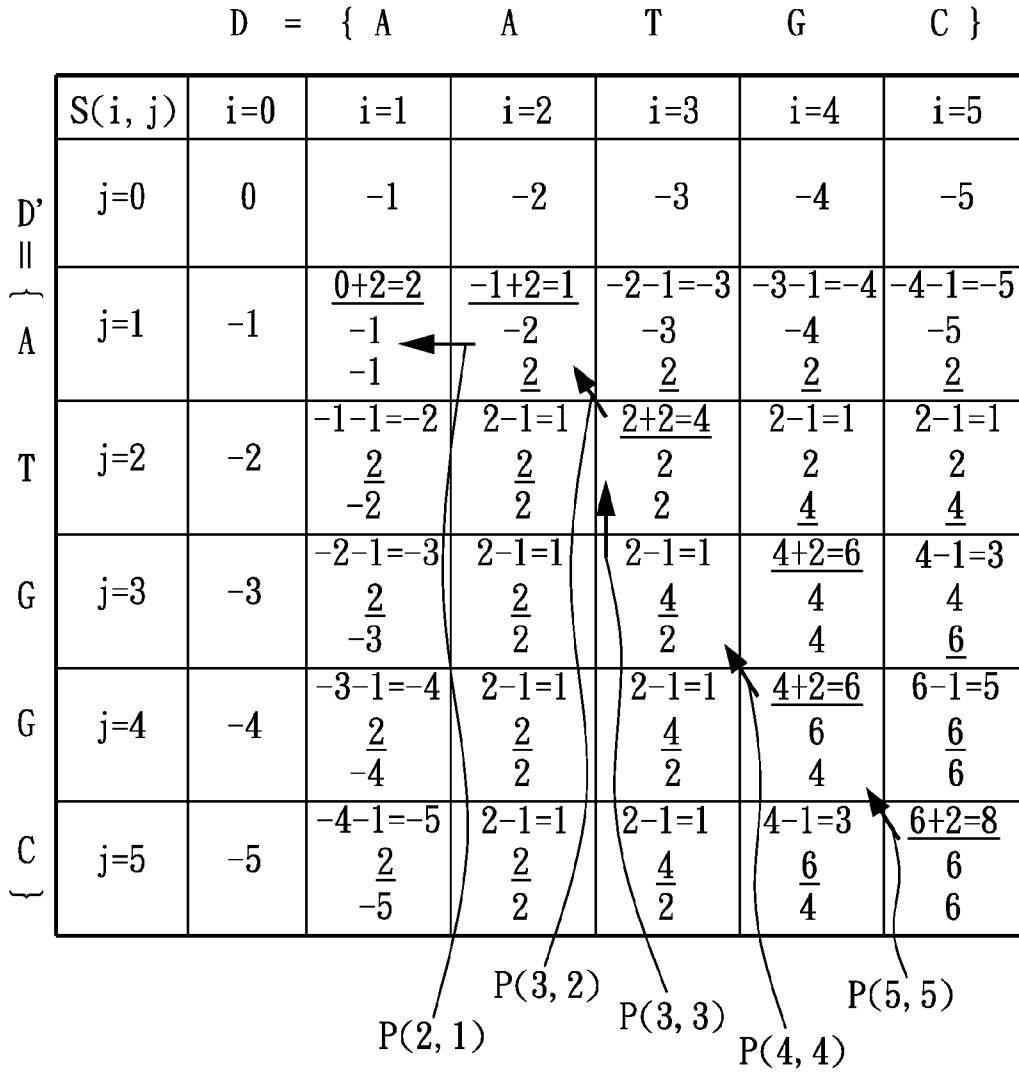 D = { A A T G C }
S(i, j) i=0 i=1 i=2 i=3 i=4 i=5
j=0 0 -1 -2 -3 -4 -5
D' = { A T G G C }
0+2=2 -1+2=1 -2-1=-3 -3-1=-4 -4-1=-5
j=1 -1 -1 -2 -3 -4 -5
-1 2 2 2 2
-1-1=-2 2-1=1 2+2=4 2-1=1 2-1=1
j=2 -2 2 2 2 2 2
-2 2 2 4 4
-2-1=-3 2-1=1 2-1=1 4+2=6 4-1=3
j=3 -3 2 2 4 4 4
-3 2 2 4 6
-3-1=-4 2-1=1 2-1=1 4+2=6 6-1=5
j=4 -4 2 2 4 6 6
-4 2 2 4 6
-4-1=-5 2-1=1 2-1=1 4-1=3 6+2=8
j=5 -5 2 2 4 6 6
-5 2 2 4 6
P(2, 1) P(3, 2) P(3, 3) P(4, 4) P(5, 5)